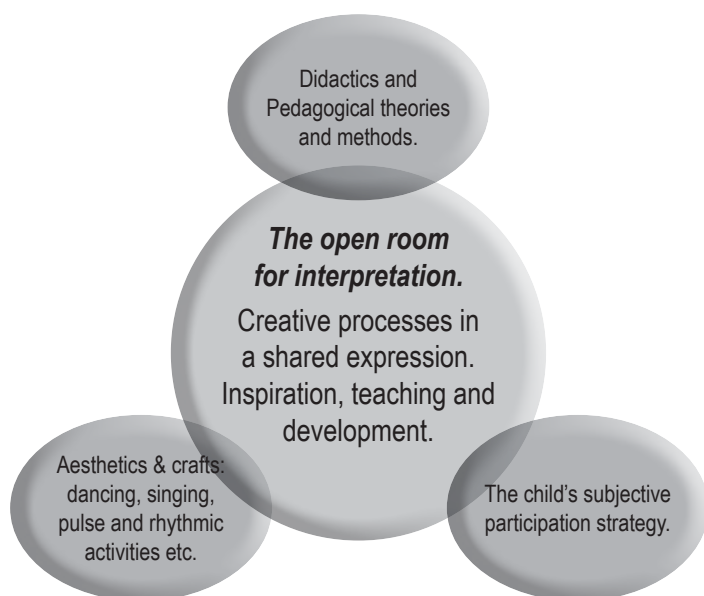 Didactics and
Pedagogical theories
and methods.
The open room
for interpretation.
Creative processes in
a shared expression.
Inspiration, teaching and
development.
Aesthetics & crafts:
dancing, singing,
pulse and rhythmic
activities etc.
The child's subjective
participation strategy.